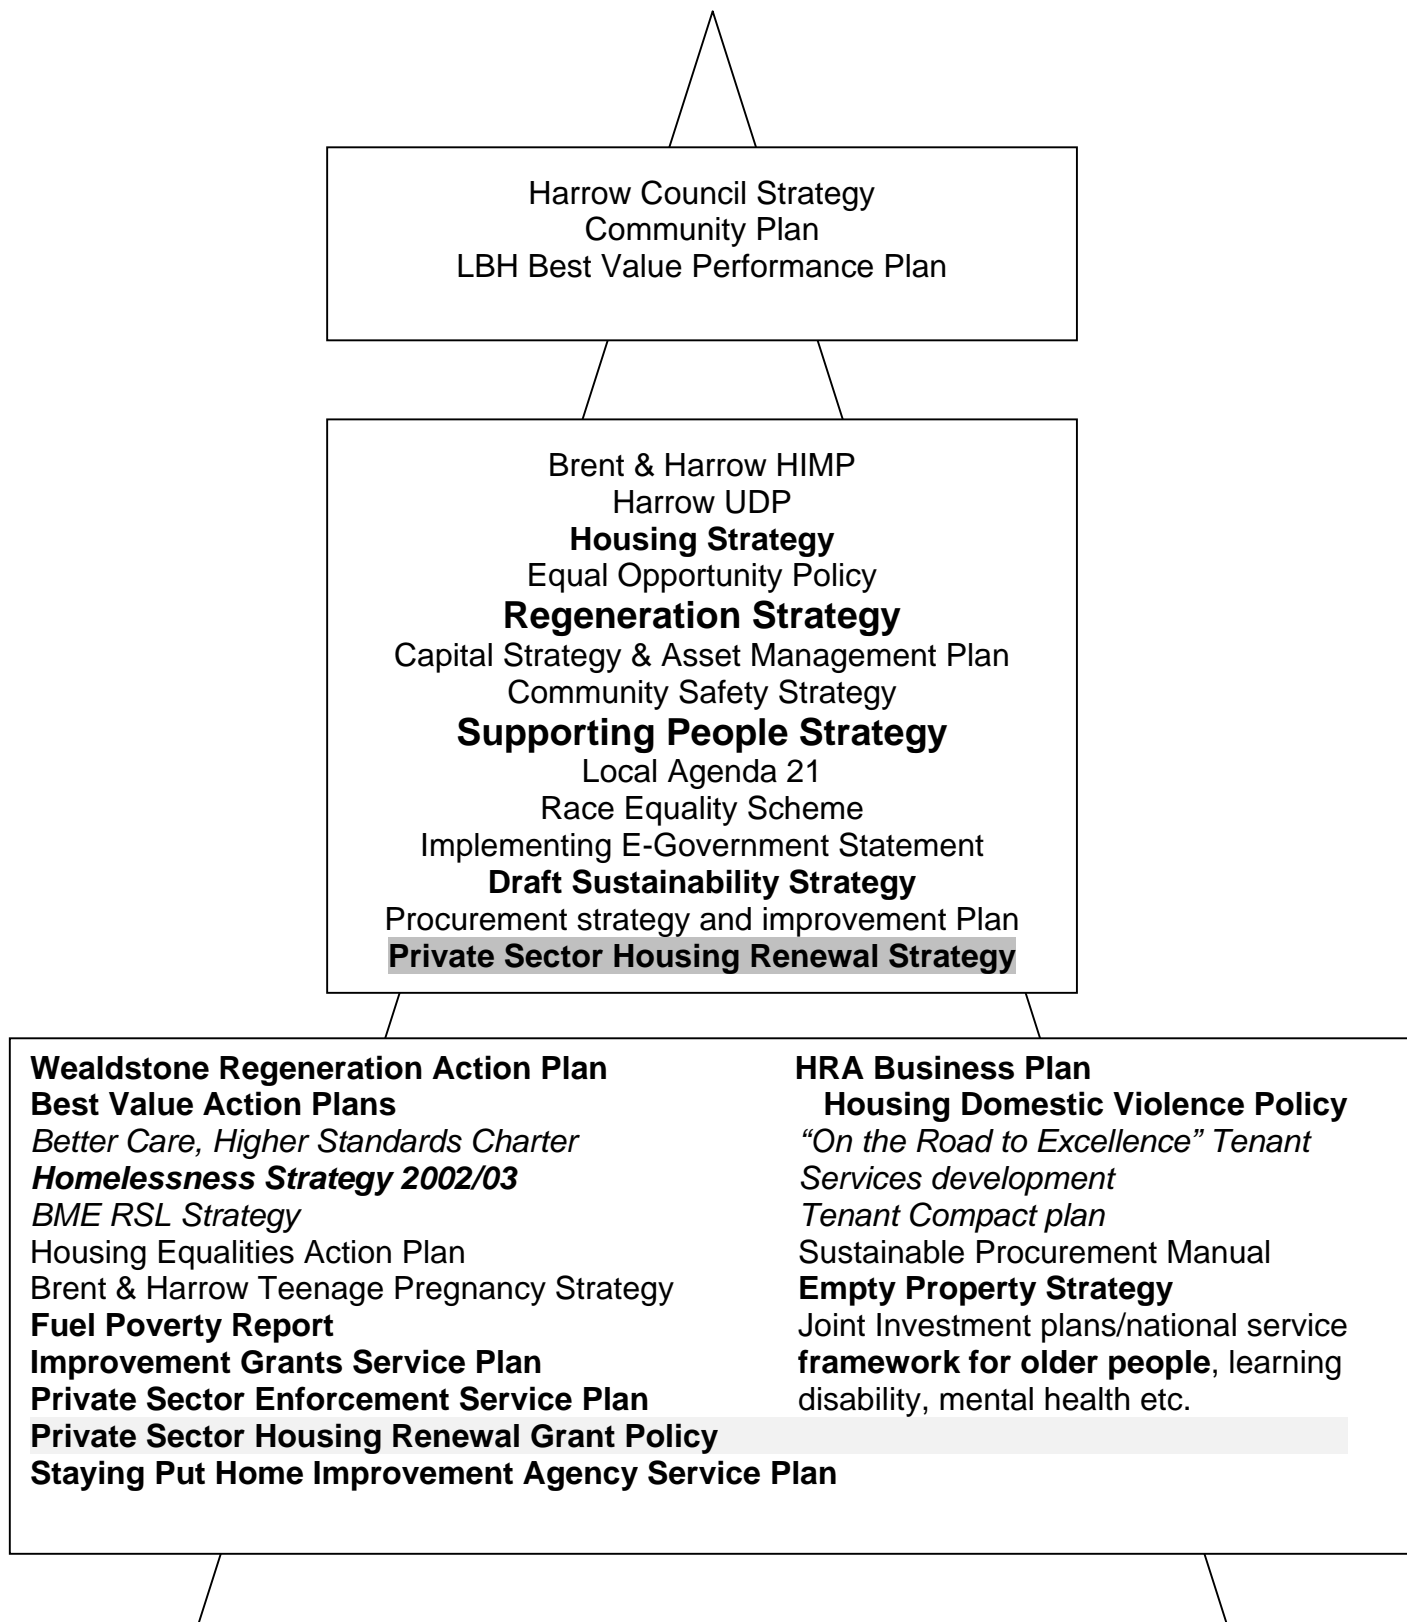 Harrow Council Strategy
Community Plan
LBH Best Value Performance Plan
Brent & Harrow HIMP
Harrow UDP
Housing Strategy
Equal Opportunity Policy
Regeneration Strategy
Capital Strategy & Asset Management Plan
Community Safety Strategy
Supporting People Strategy
Local Agenda 21
Race Equality Scheme
Implementing E-Government Statement
Draft Sustainability Strategy
Procurement strategy and improvement Plan
Private Sector Housing Renewal Strategy
Wealdstone Regeneration Action Plan
Best Value Action Plans
Better Care, Higher Standards Charter
Homelessness Strategy 2002/03
BME RSL Strategy
Housing Equalities Action Plan
Brent & Harrow Teenage Pregnancy Strategy
Fuel Poverty Report
Improvement Grants Service Plan
Private Sector Enforcement Service Plan
Private Sector Housing Renewal Grant Policy
Staying Put Home Improvement Agency Service Plan
HRA Business Plan
Housing Domestic Violence Policy
“On the Road to Excellence” Tenant
Services development
Tenant Compact plan
Sustainable Procurement Manual
Empty Property Strategy
Joint Investment plans/national service
framework for older people, learning
disability, mental health etc.